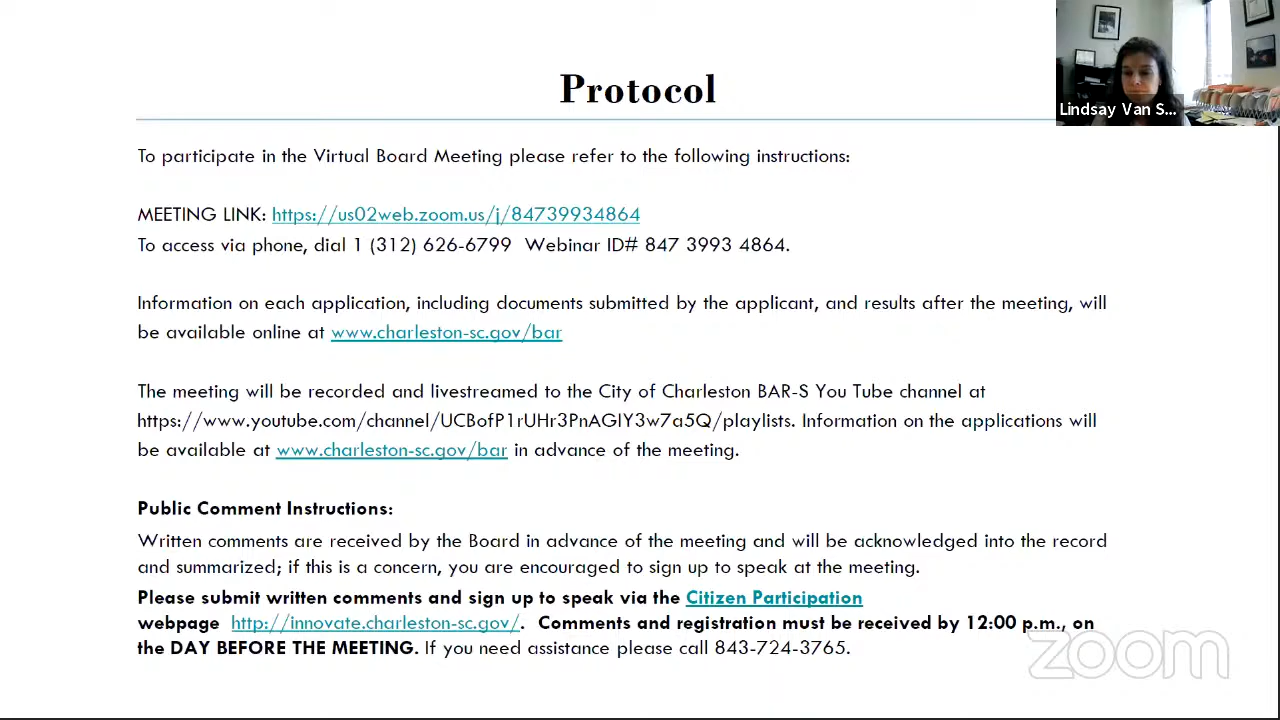 Protocol
Lindsay Van S...
To participate in the Virtual Board Meeting please refer to the following instructions:
MEETING LINK: https://us02web.zoom.us/j/84739934864
To access via phone, dial 1 (312) 626-6799 Webinar ID# 847 3993 4864.
Information on each application, including documents submitted by the applicant, and results after the meeting, will
be available online at www.charleston-sc.gov/bar
The meeting will be recorded and livestreamed to the City of Charleston BAR-S You Tube channel at
https://www.youtube.com/channel/UCBofP1rUHr3PnAGIY3w7a5Q/playlists. Information on the applications will
be available at www.charleston-sc.gov/bar in advance of the meeting.
Public Comment Instructions:
Written comments are received by the Board in advance of the meeting and will be acknowledged into the record
and summarized; if this is a concern, you are encouraged to sign up to speak at the meeting.
Please submit written comments and sign up to speak via the Citizen Participation
webpage http://innovate.charleston-sc.gov/. Comments and registration must be received by 12:00 p.m., on
the DAY BEFORE THE MEETING. If you need assistance please call 843-724-3765.
zoom